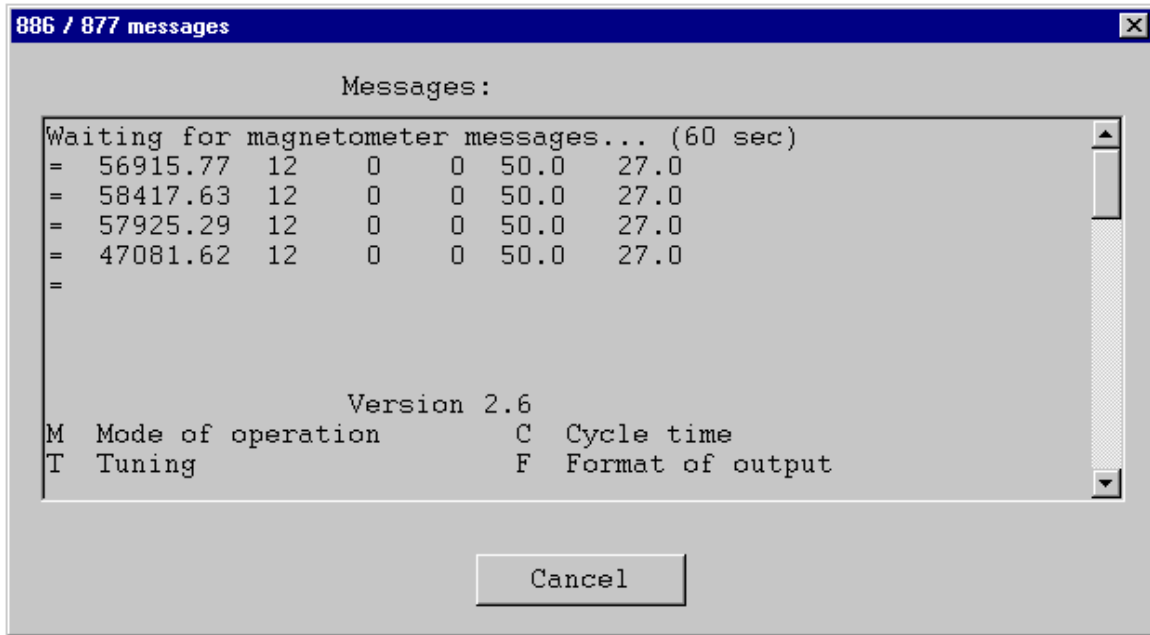 886 / 877 messages
Messages:
Waiting for magnetometer messages... (60 sec)
= 56915.77 12 0 0 50.0 27.0
= 58417.63 12 0 0 50.0 27.0
= 57925.29 12 0 0 50.0 27.0
= 47081.62 12 0 0 50.0 27.0
=
Version 2.6
M Mode of operation C Cycle time
T Tuning F Format of output
Cancel